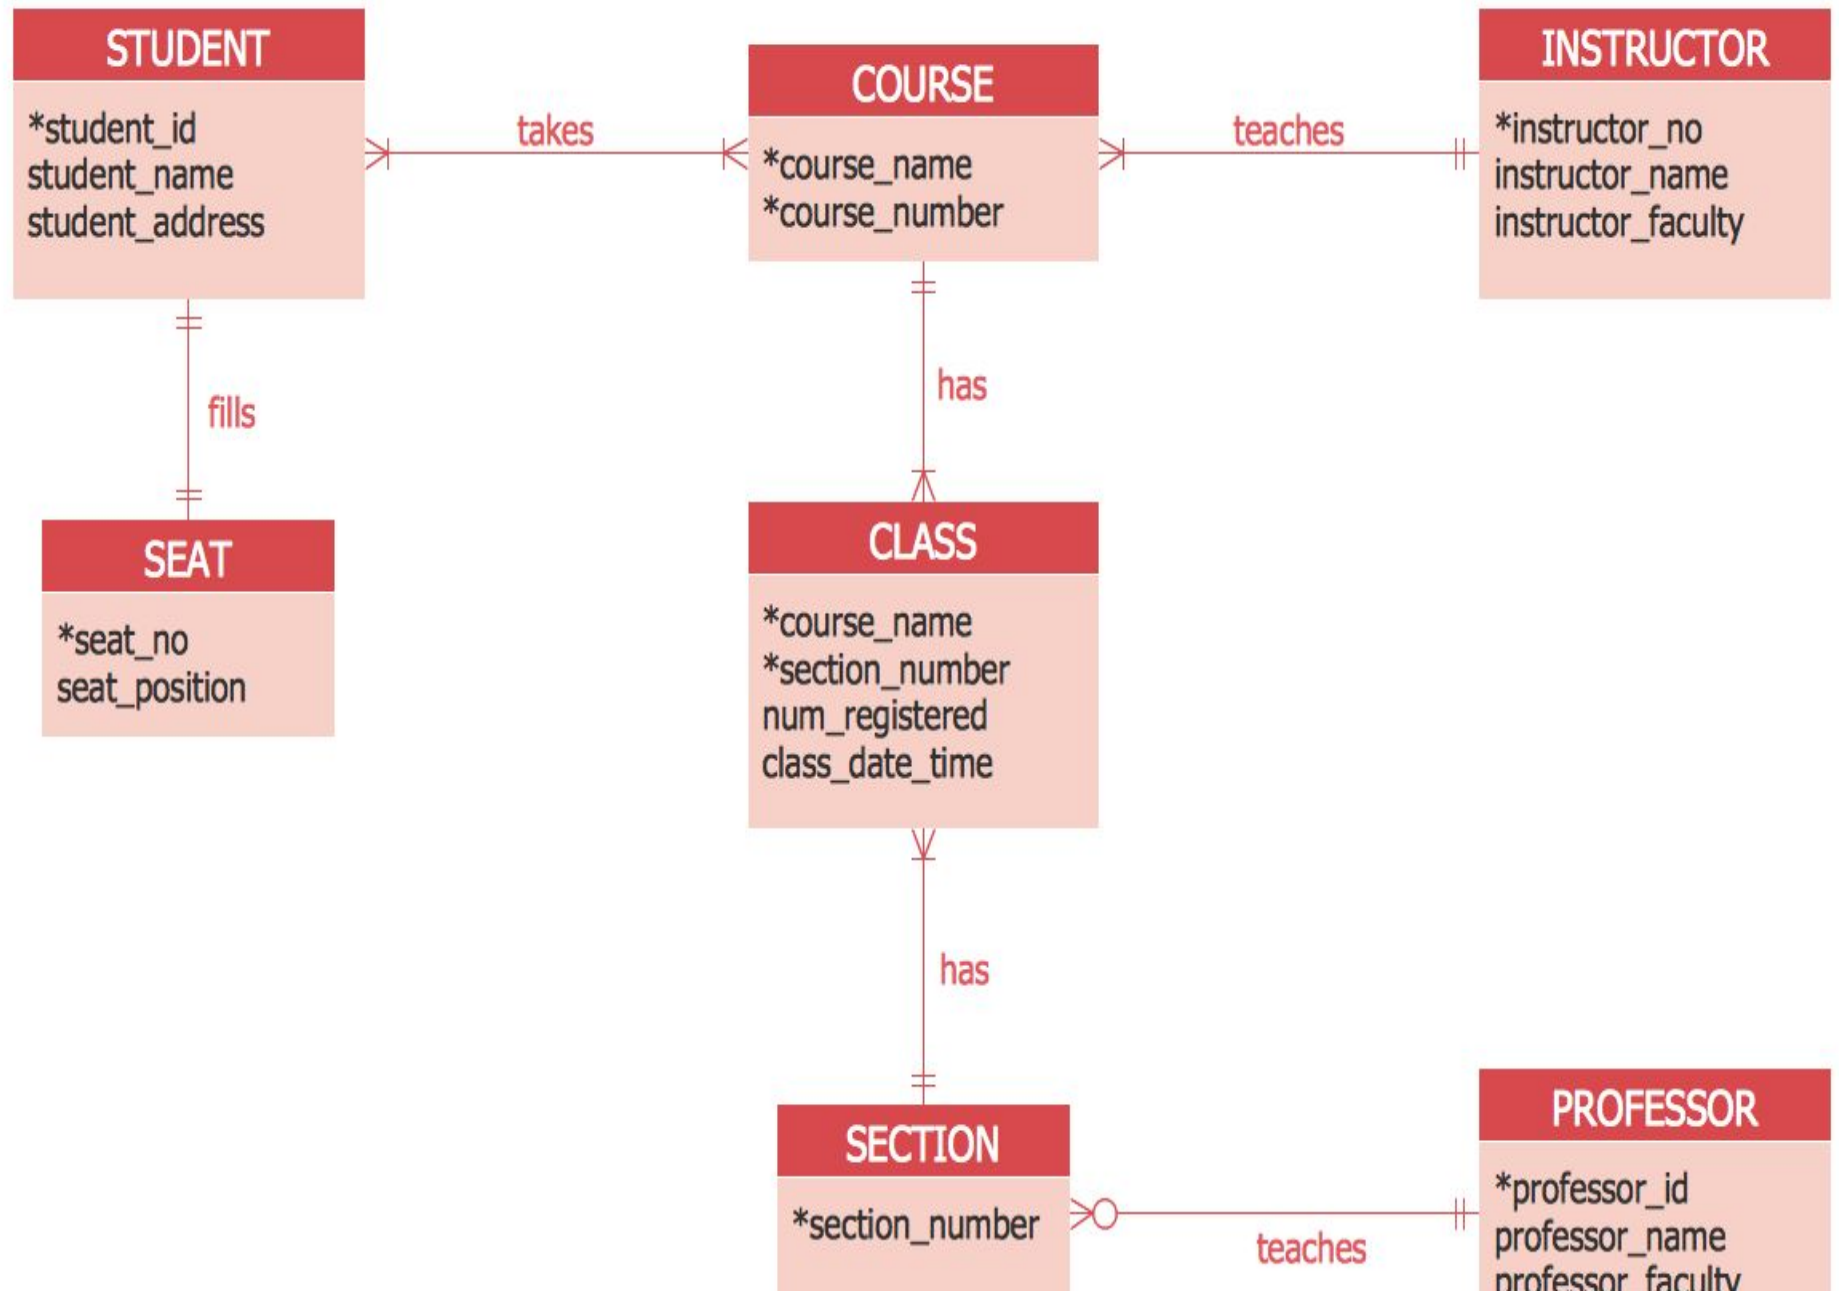 STUDENT
*student_id
student_name
student_address
takes
COURSE
*course_name
*course_number
teaches
INSTRUCTOR
*instructor_no
instructor_name
instructor_faculty
fills
has
SEAT
*seat_no
seat_position
CLASS
*course_name
*section_number
num_registered
class_date_time
has
SECTION
*section_number
teaches
PROFESSOR
*professor_id
professor_name
professor_faculty